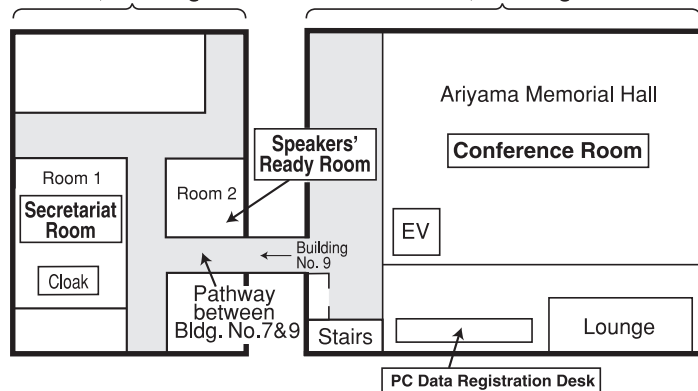 Ariyama Memorial Hall
Conference Room
Speakers'
Ready Room
Room 1
Secretariat
Room
Room 2
EV
Building
No. 9
Cloak
Pathway
between
Bldg. No.7&9
Stairs
Lounge
PC Data Registration Desk